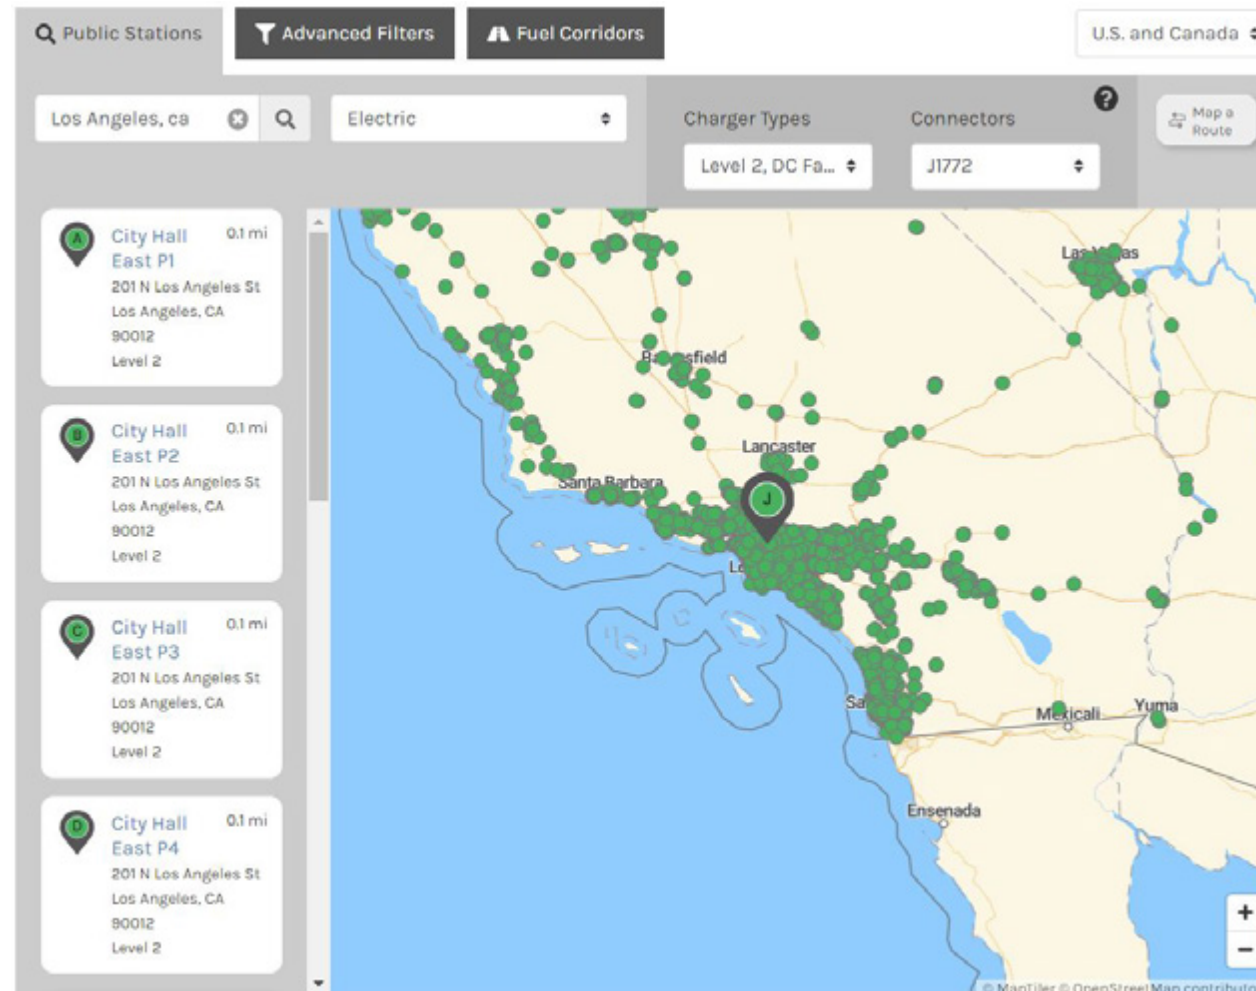 Public Stations
Advanced Filters
Fuel Corridors
U.S. and Canada
Los Angeles, ca
Electric
Charger Types
Connectors
?
Level 2, DC Fa...
J1772
Map a
Route
A
City Hall
0.1 mi
East P1
201 N Los Angeles St
Los Angeles, CA
90012
Level 2
B
City Hall
0.1 mi
East P2
201 N Los Angeles St
Los Angeles, CA
90012
Level 2
C
City Hall
0.1 mi
East P3
201 N Los Angeles St
Los Angeles, CA
90012
Level 2
D
City Hall
0.1 mi
East P4
201 N Los Angeles St
Los Angeles, CA
90012
Level 2
Lancaster
Santa Barbara
J
Mexicali
Yuma
Ensenada
+
−
© MapTiler © OpenStreetMap contributo